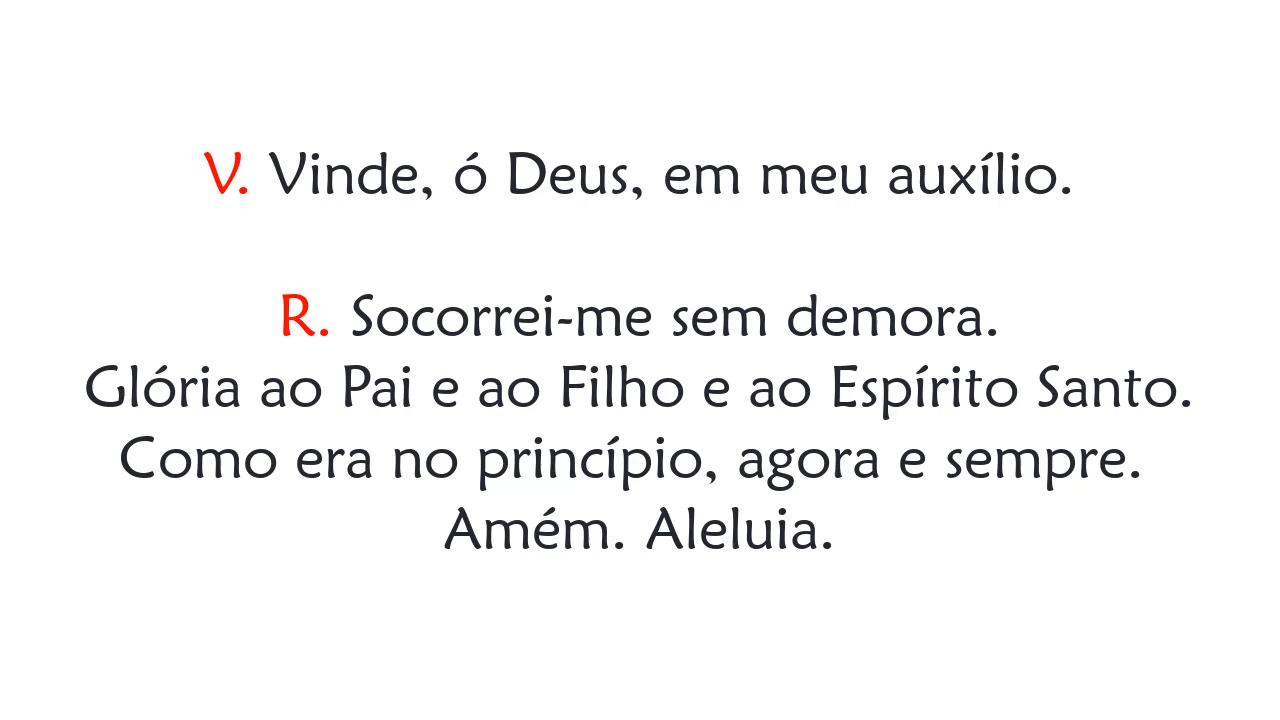 V. Vinde, ó Deus, em meu auxílio.
R. Socorrei-me sem demora.
Glória ao Pai e ao Filho e ao Espírito Santo.
Como era no princípio, agora e sempre.
Amém. Aleluia.